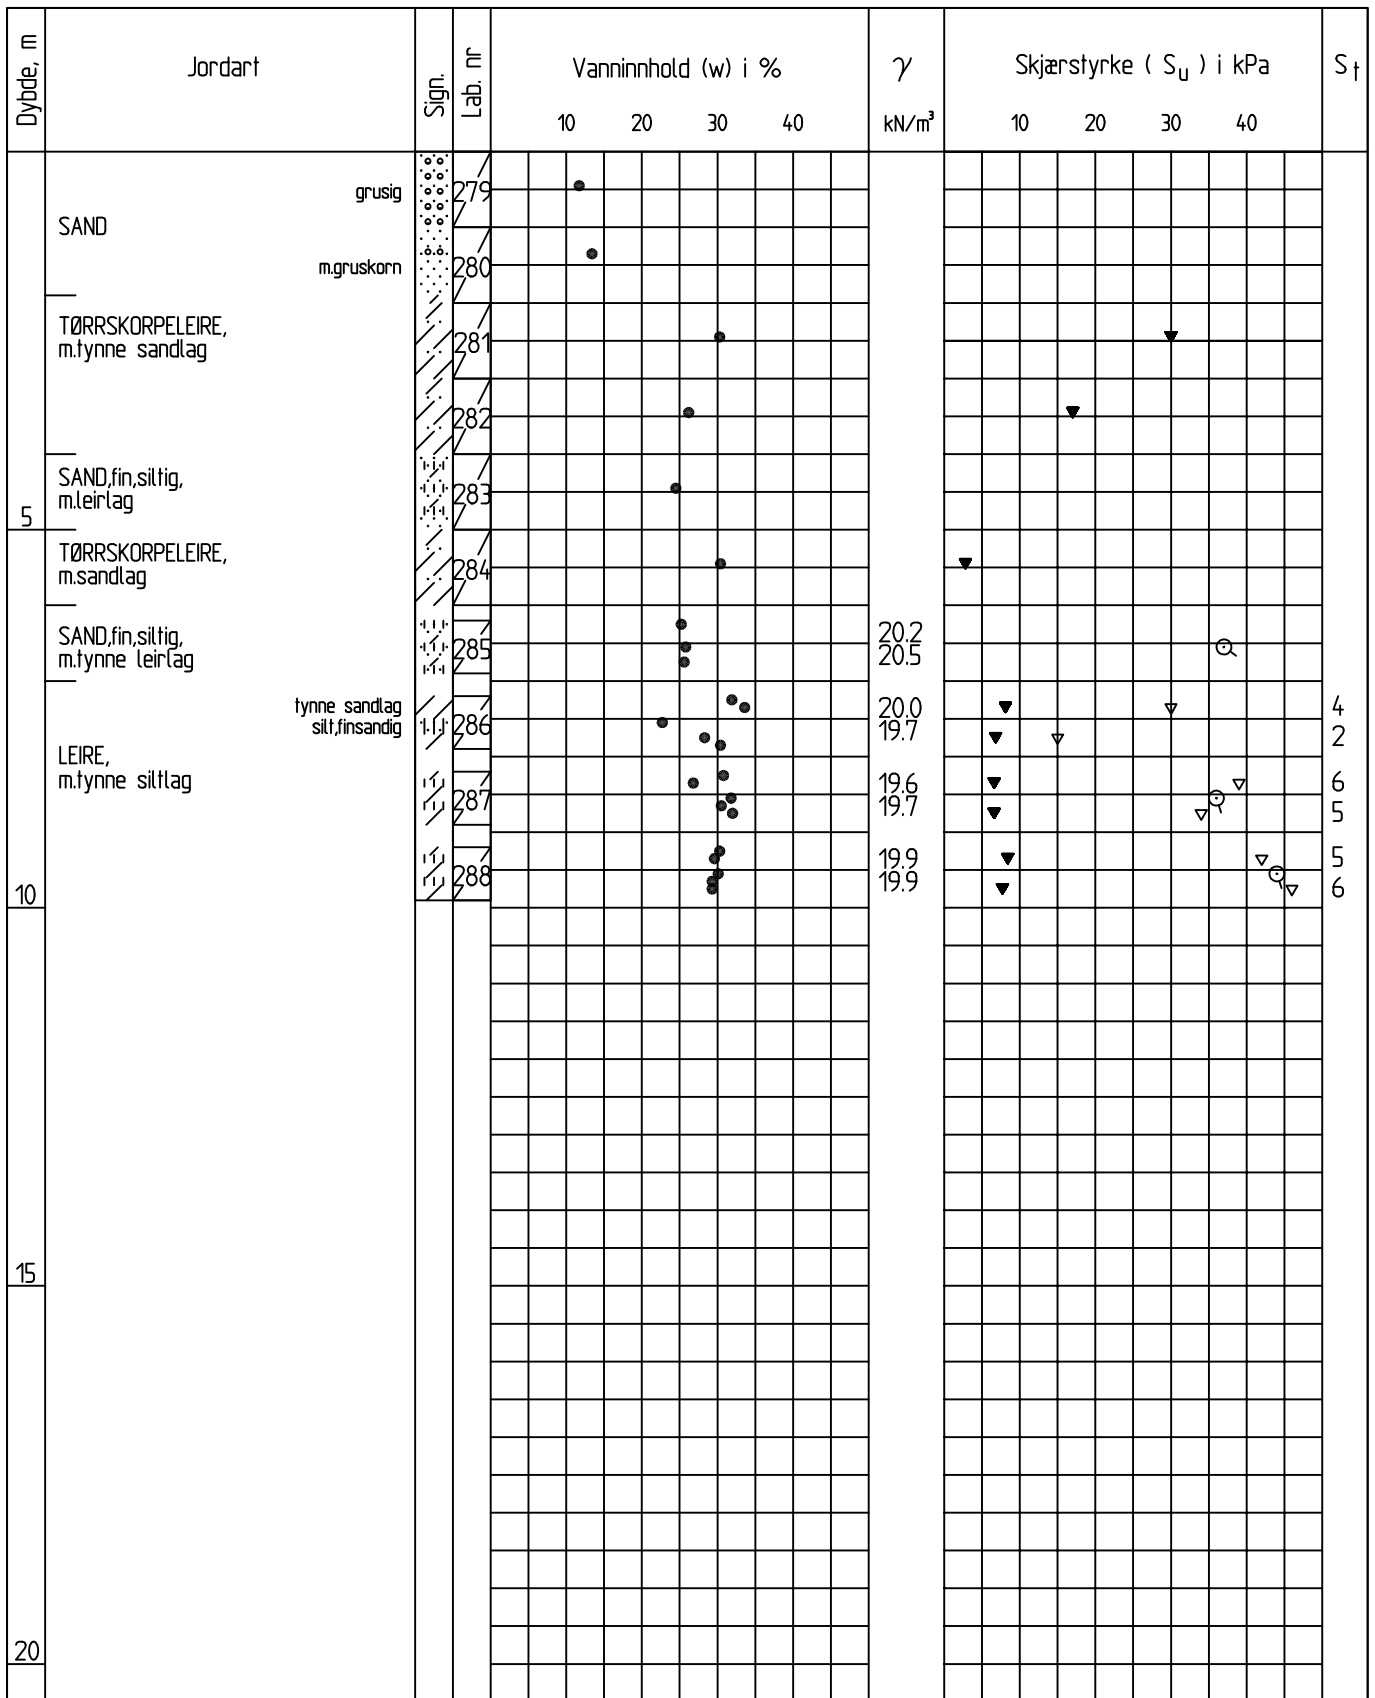 Dybde, m
Jordart
Sign.
Lab. nr
Vanninnhold (w) i %
10 20 30 40
γ
kN/m³
Skjærstyrke ( Su ) i kPa
10 20 30 40
St
grusig
279
SAND
m.gruskorn
280
TØRRSKORPELEIRE,
m.tynne sandlag
281
282
SAND,fin,siltig,
m.leirlag
283
5
TØRRSKORPELEIRE,
m.sandlag
284
SAND,fin,siltig,
m.tynne leirlag
285
20.2
20.5
tynne sandlag
silt,finsandig
286
20.0
19.7
4
2
LEIRE,
m.tynne siltlag
287
19.6
19.7
6
5
288
19.9
19.9
5
6
10
15
20